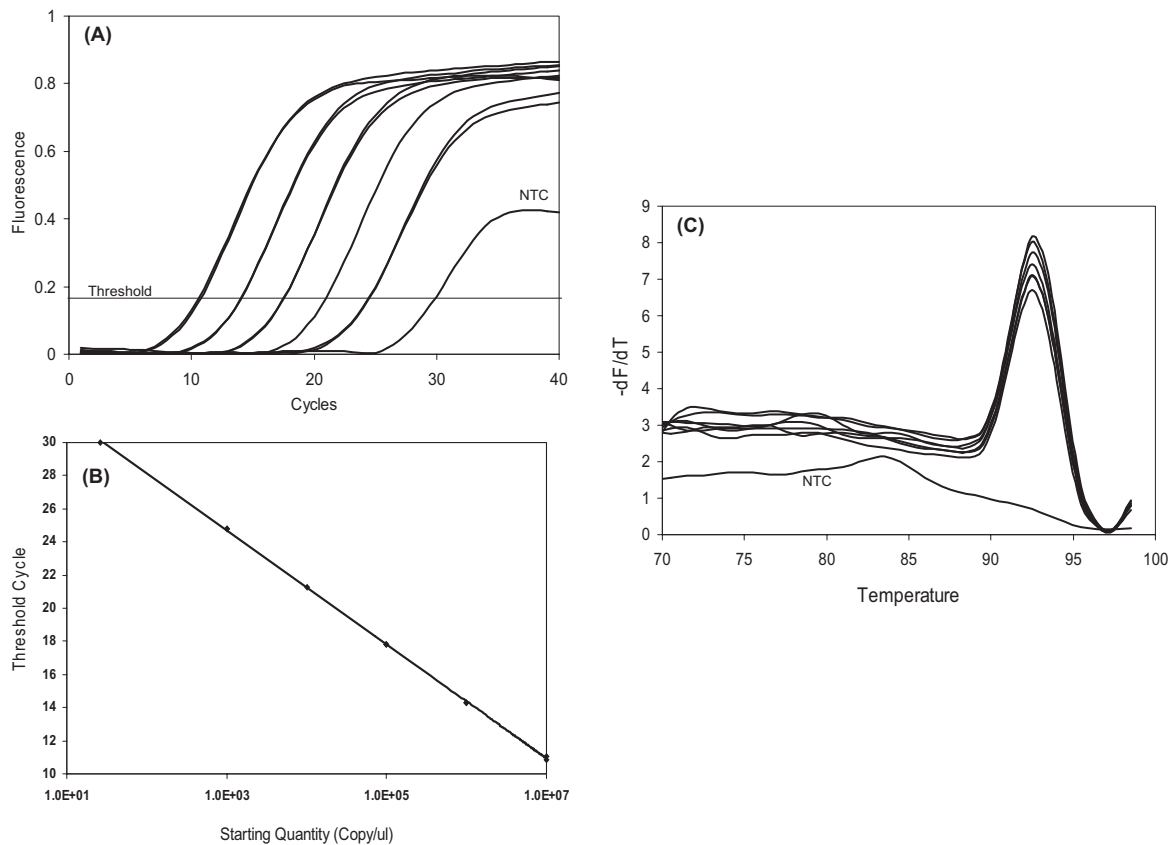 (A)
1
0.8
0.6
0.4
0.2
0
Fluorescence
NTC
Threshold
0 10 20 30 40
Cycles
(B)
30
28
26
24
22
20
18
16
14
12
10
Threshold Cycle
1.0E+01 1.0E+03 1.0E+05 1.0E+07
Starting Quantity (Copy/ul)
(C)
9
8
7
6
5
4
3
2
1
0
-dF/dT
NTC
70 75 80 85 90 95 100
Temperature